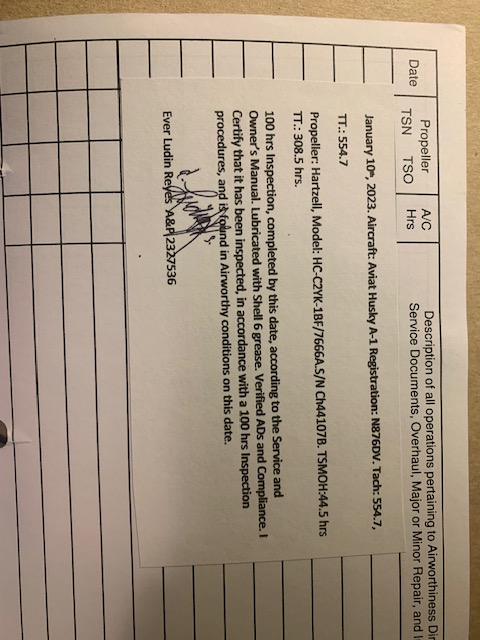 Date
Propeller
TSN TSO
A/C
Hrs
Description of all operations pertaining to Airworthiness Di
Service Documents, Overhaul, Major or Minor Repair, and I
January 10th, 2023. Aircraft: Aviat Husky A-1 Registration: N876DV. Tach: 554.7,
TT.: 554.7
Propeller: Hartzell, Model: HC-C2YK-1BF/7666A.S/N Ch44107B. TSMOH:44.5 hrs
TT.: 308.5 hrs.
100 hrs Inspection, completed by this date, according to the Service and
Owner's Manual. Lubricated with Shell 6 grease. Verified ADs and Compliance. I
Certify that it has been inspected, in accordance with a 100 hrs Inspection
procedures, and is found in Airworthy conditions on this date.
Ever Ludin Reyes A&P 2327536